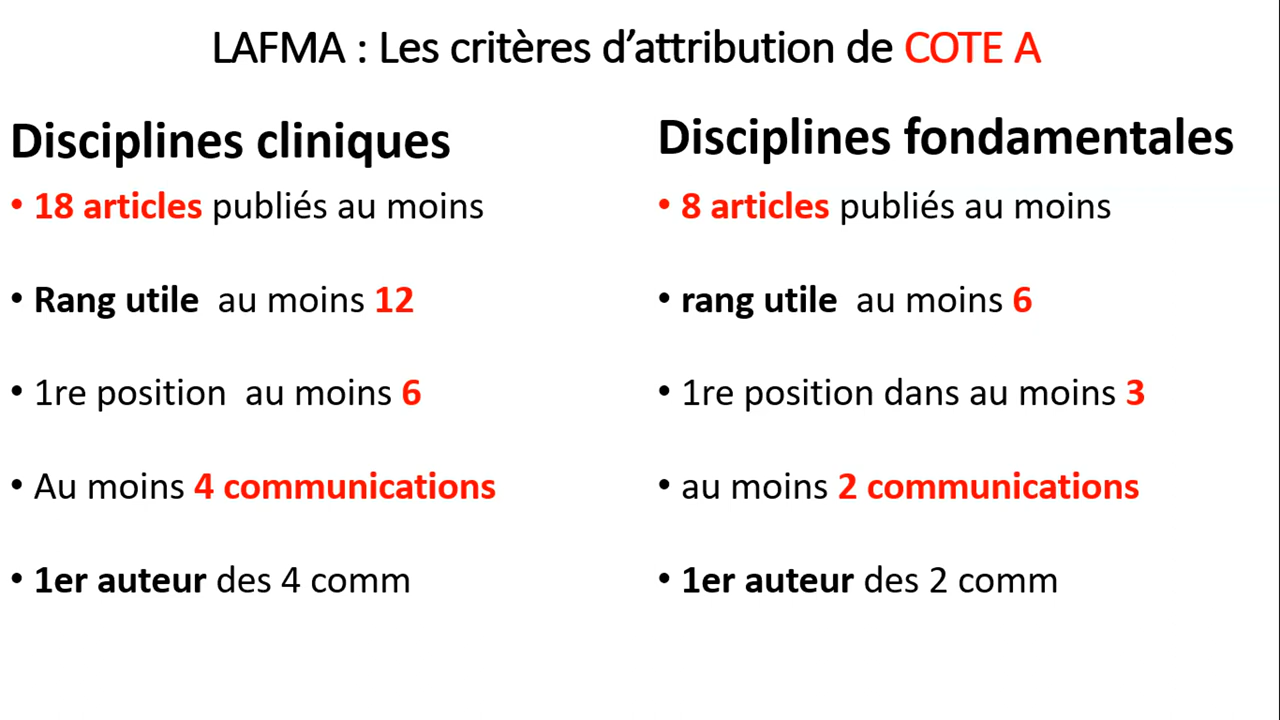 LAFMA : Les critères d’attribution de COTE A
Disciplines cliniques
• 18 articles publiés au moins
• Rang utile au moins 12
• 1re position au moins 6
• Au moins 4 communications
• 1er auteur des 4 comm
Disciplines fondamentales
• 8 articles publiés au moins
• rang utile au moins 6
• 1re position dans au moins 3
• au moins 2 communications
• 1er auteur des 2 comm